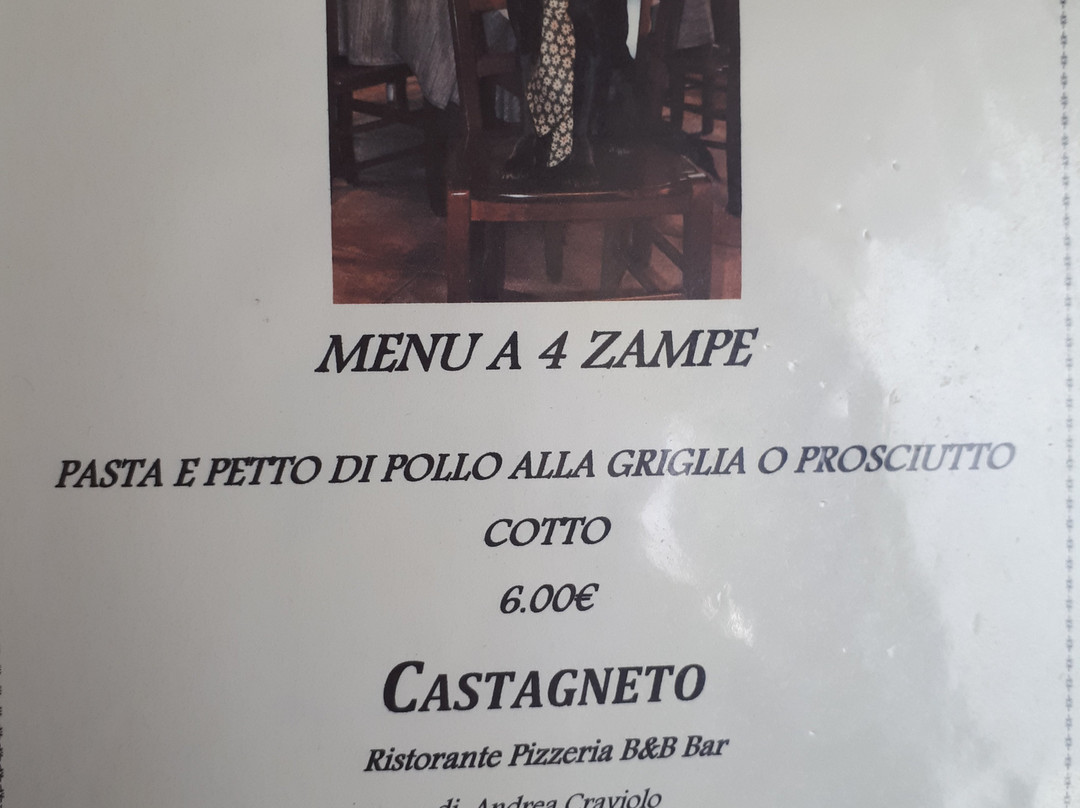 MENU A 4 ZAMPE
PASTA E PETTO DI POLLO ALLA GRIGLIA O PROSCIUTTO
COTTO
6.00€
CASTAGNETO
Ristorante Pizzeria B&B Bar
di Andrea Craviolo